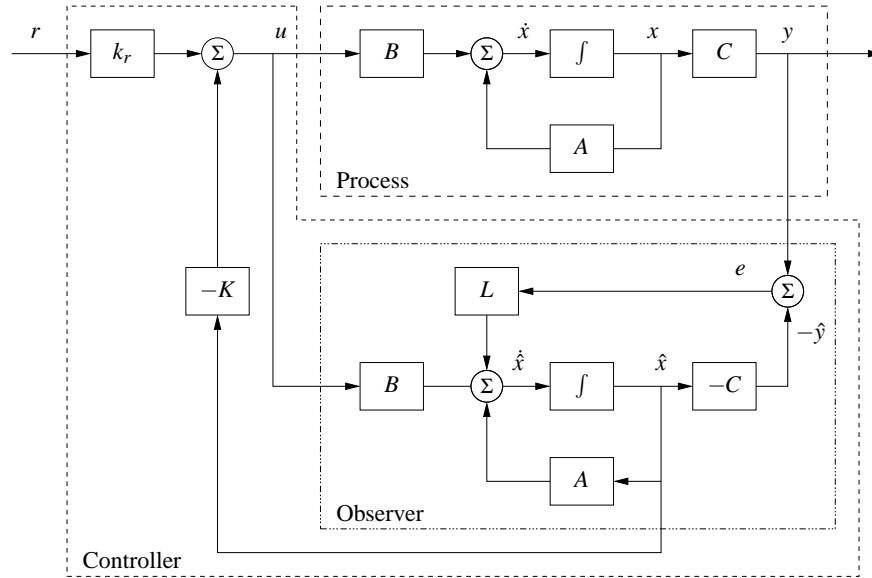 r
k_r
Σ
u
B
Σ
ẋ
∫
x
C
y
A
Process
−K
L
e
Σ
−ŷ
B
Σ
x̂̇
∫
x̂
−C
A
Observer
Controller